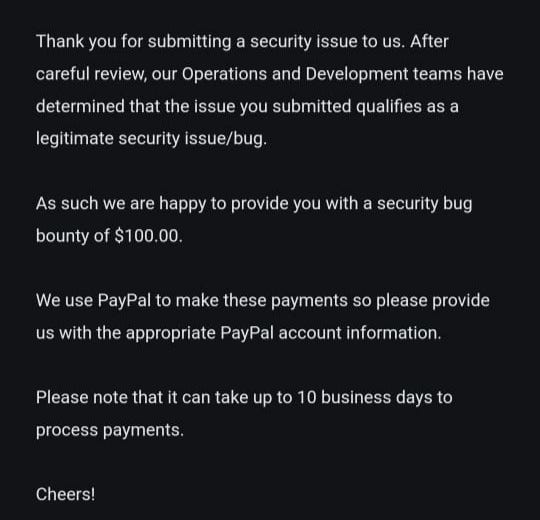 Thank you for submitting a security issue to us. After
careful review, our Operations and Development teams have
determined that the issue you submitted qualifies as a
legitimate security issue/bug.
As such we are happy to provide you with a security bug
bounty of $100.00.
We use PayPal to make these payments so please provide
us with the appropriate PayPal account information.
Please note that it can take up to 10 business days to
process payments.
Cheers!